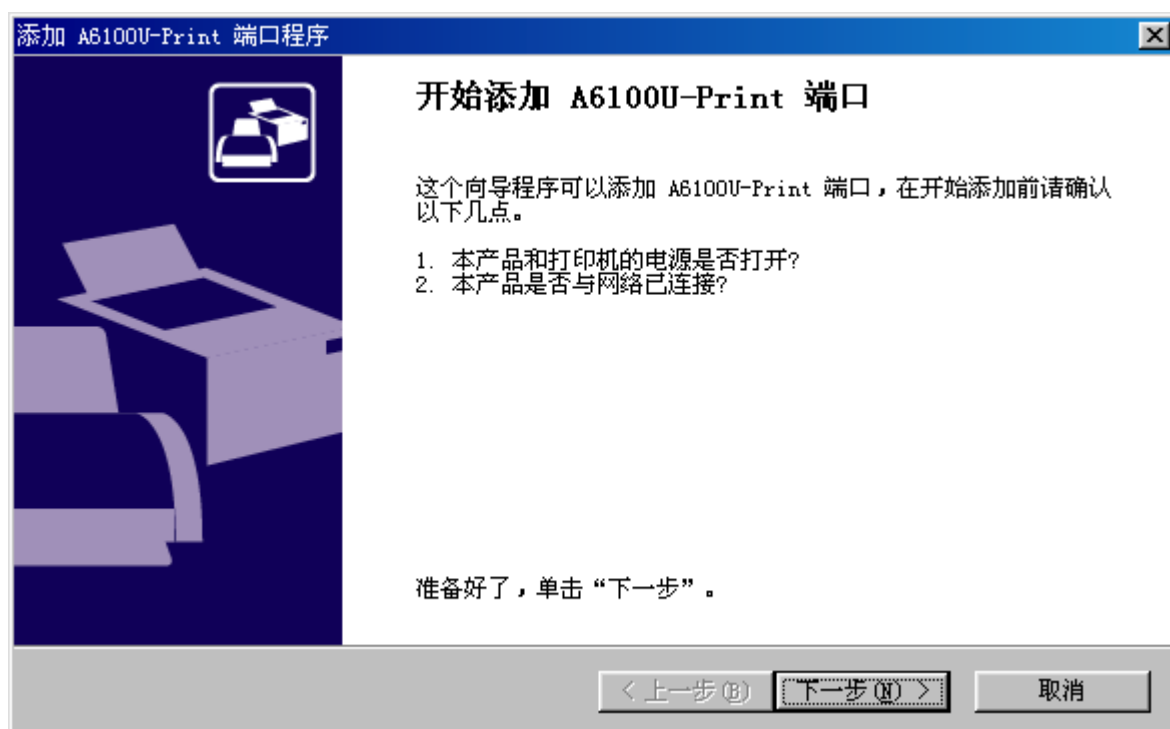 添加 A6100U-Print 端口程序
开始添加 A6100U-Print 端口
这个向导程序可以添加 A6100U-Print 端口，在开始添加前请确认
以下几点。
1. 本产品和打印机的电源是否打开?
2. 本产品是否与网络已连接?
准备好了，单击“下一步”。
< 上一步(B)
下一步(N) >
取消